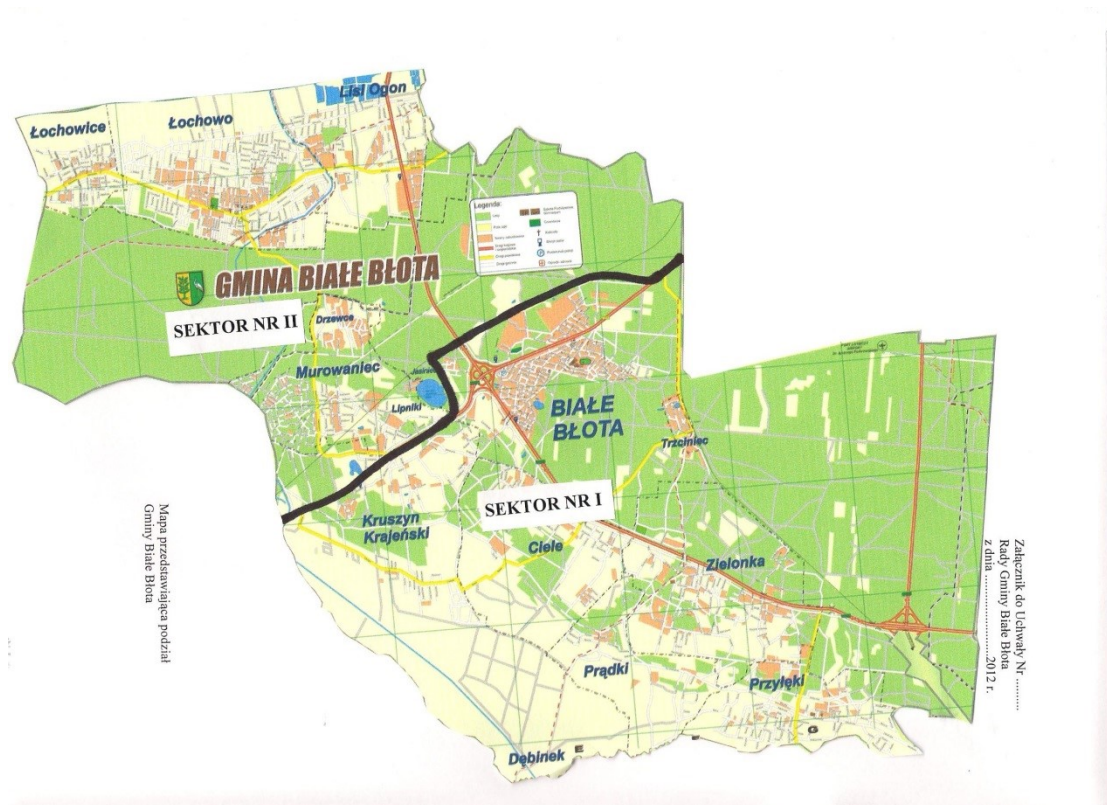 Lisi Ogon
Łochowice
Łochowo
Legenda:
GMINA BIAŁE BŁOTA
SEKTOR NR II
Drzewce
Murowaniec
Lipniki
BIAŁE
BŁOTA
Trzciniec
SEKTOR NR I
Kruszyn
Krajeński
Ciele
Zielonka
Prądki
Przyłęki
Dębinek
E
G
Mapa przedstawiająca podział
Gminy Białe Błota
Załącznik do Uchwały Nr ..........
Rady Gminy Białe Błota
z dnia ........................2012 r.